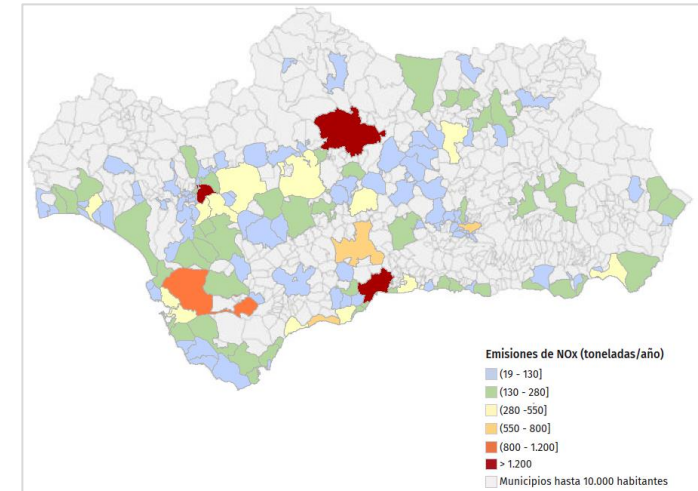 Emisiones de NOx (toneladas/año)
(19 - 130]
(130 - 280]
(280 -550]
(550 - 800]
(800 - 1.200]
> 1.200
Municipios hasta 10.000 habitantes